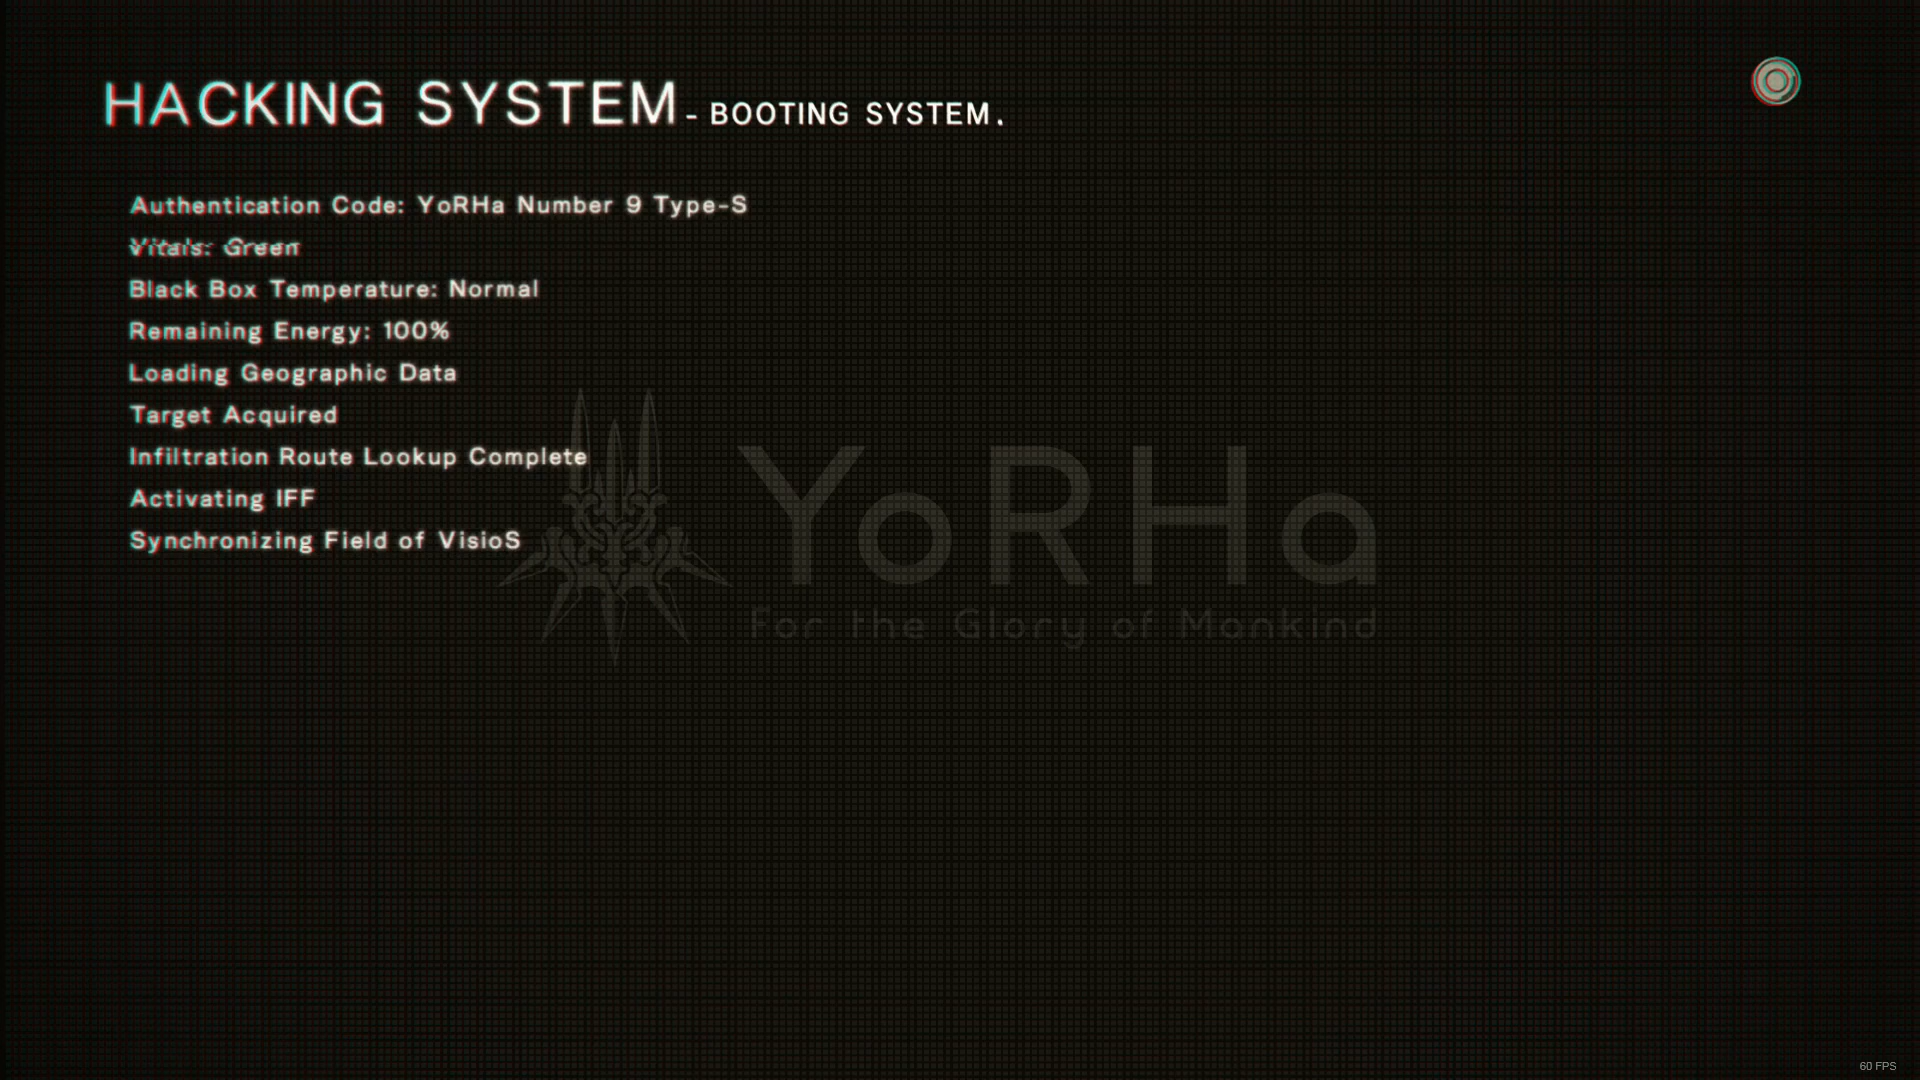 HACKING SYSTEM - BOOTING SYSTEM.
Authentication Code: YoRHa Number 9 Type-S
Vitals: Green
Black Box Temperature: Normal
Remaining Energy: 100%
Loading Geographic Data
Target Acquired
Infiltration Route Lookup Complete
Activating IFF
Synchronizing Field of VisioS
YoRHa
For the Glory of Mankind
60 FPS